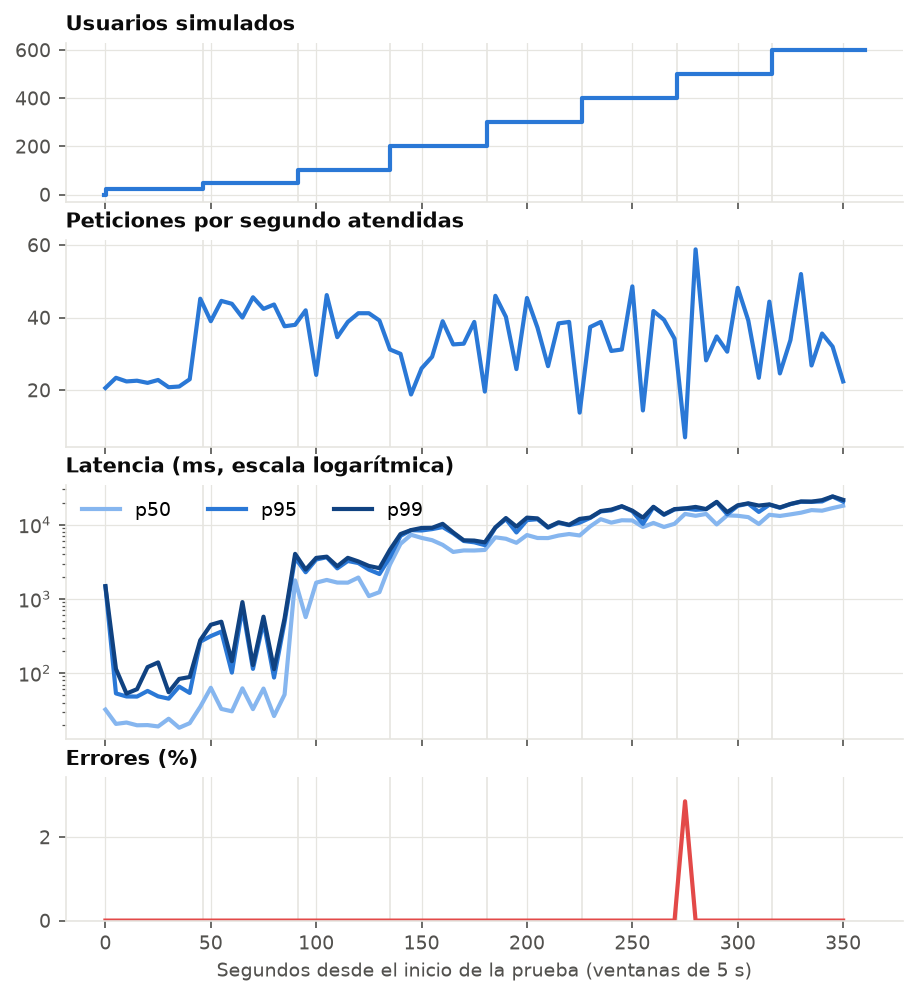 Usuarios simulados
600
400
200
0
Peticiones por segundo atendidas
60
40
20
Latencia (ms, escala logarítmica)
p50 p95 p99
10⁴
10³
10²
Errores (%)
2
0
0 50 100 150 200 250 300 350
Segundos desde el inicio de la prueba (ventanas de 5 s)